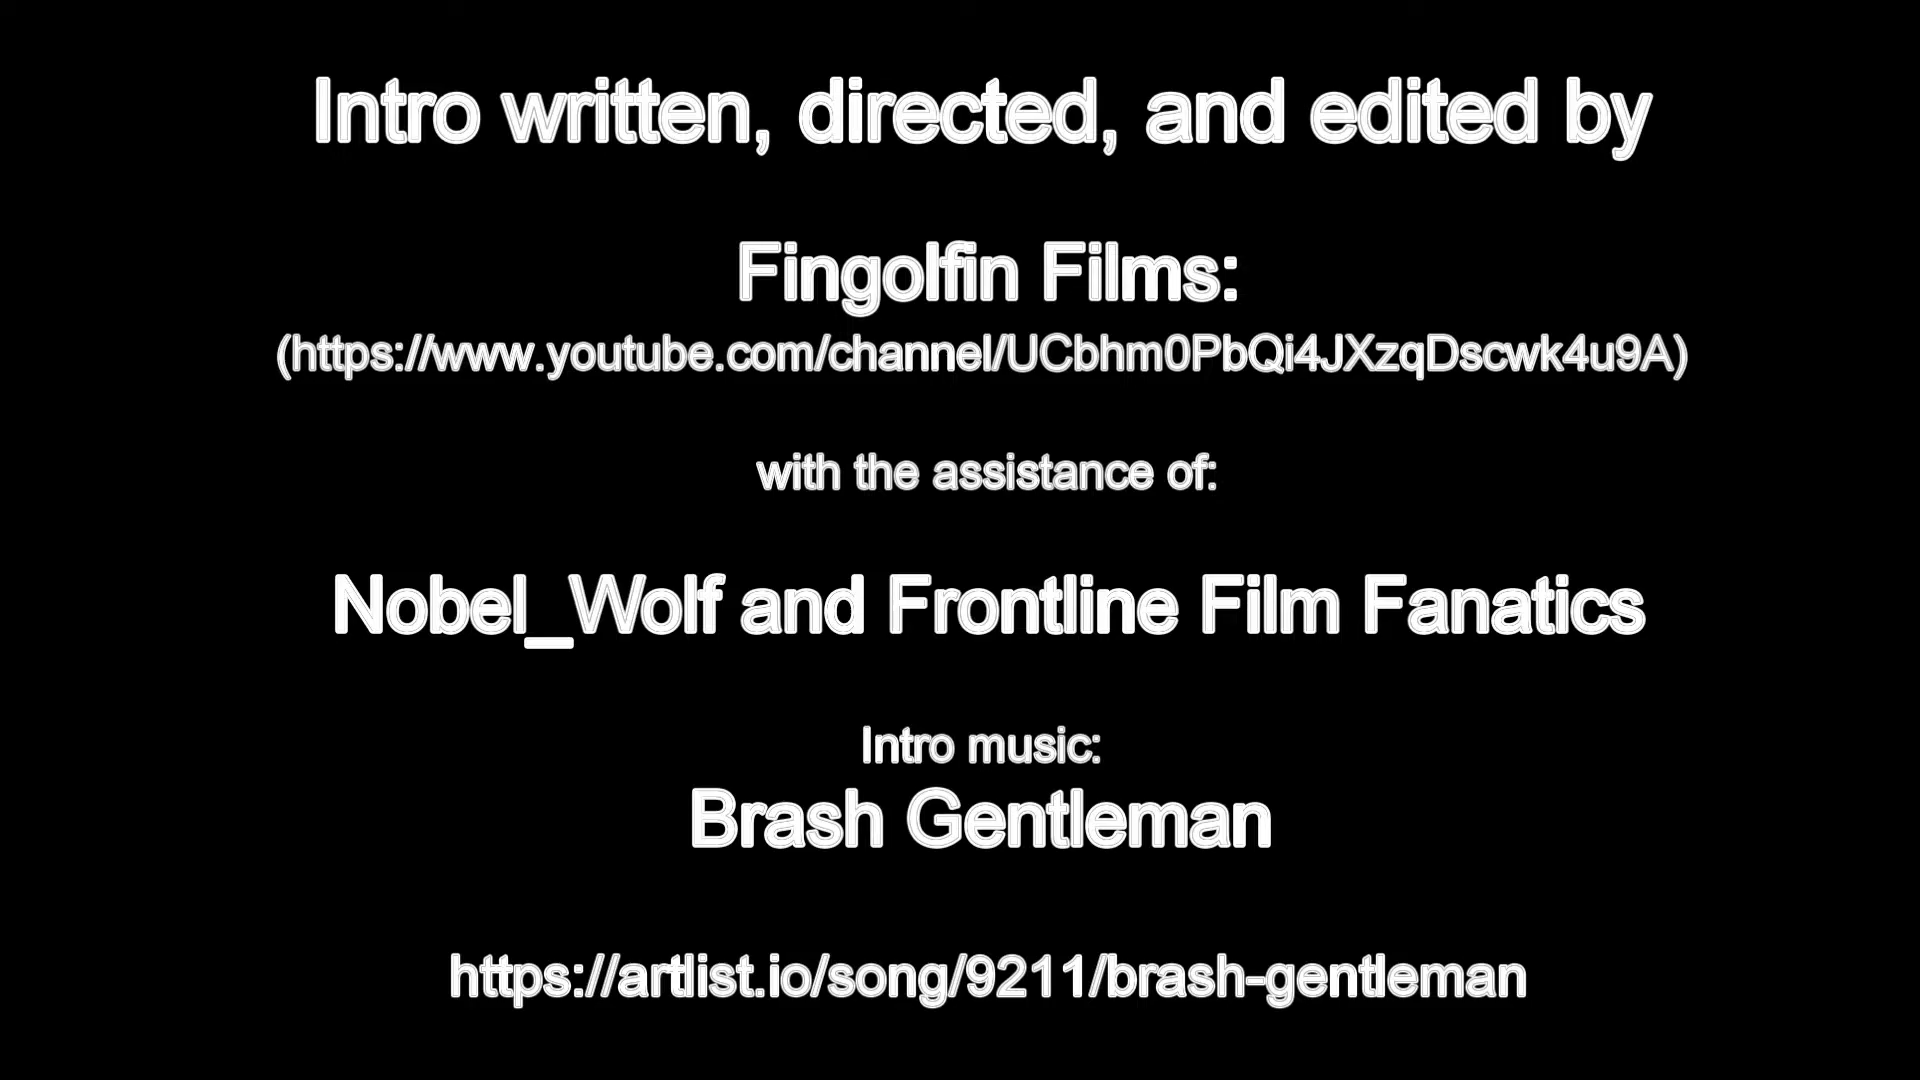 Intro written, directed, and edited by
Fingolfin Films:
(https://www.youtube.com/channel/UCbhm0PbQi4JXzqDscwk4u9A)
with the assistance of:
Nobel_Wolf and Frontline Film Fanatics
Intro music:
Brash Gentleman
https://artlist.io/song/9211/brash-gentleman